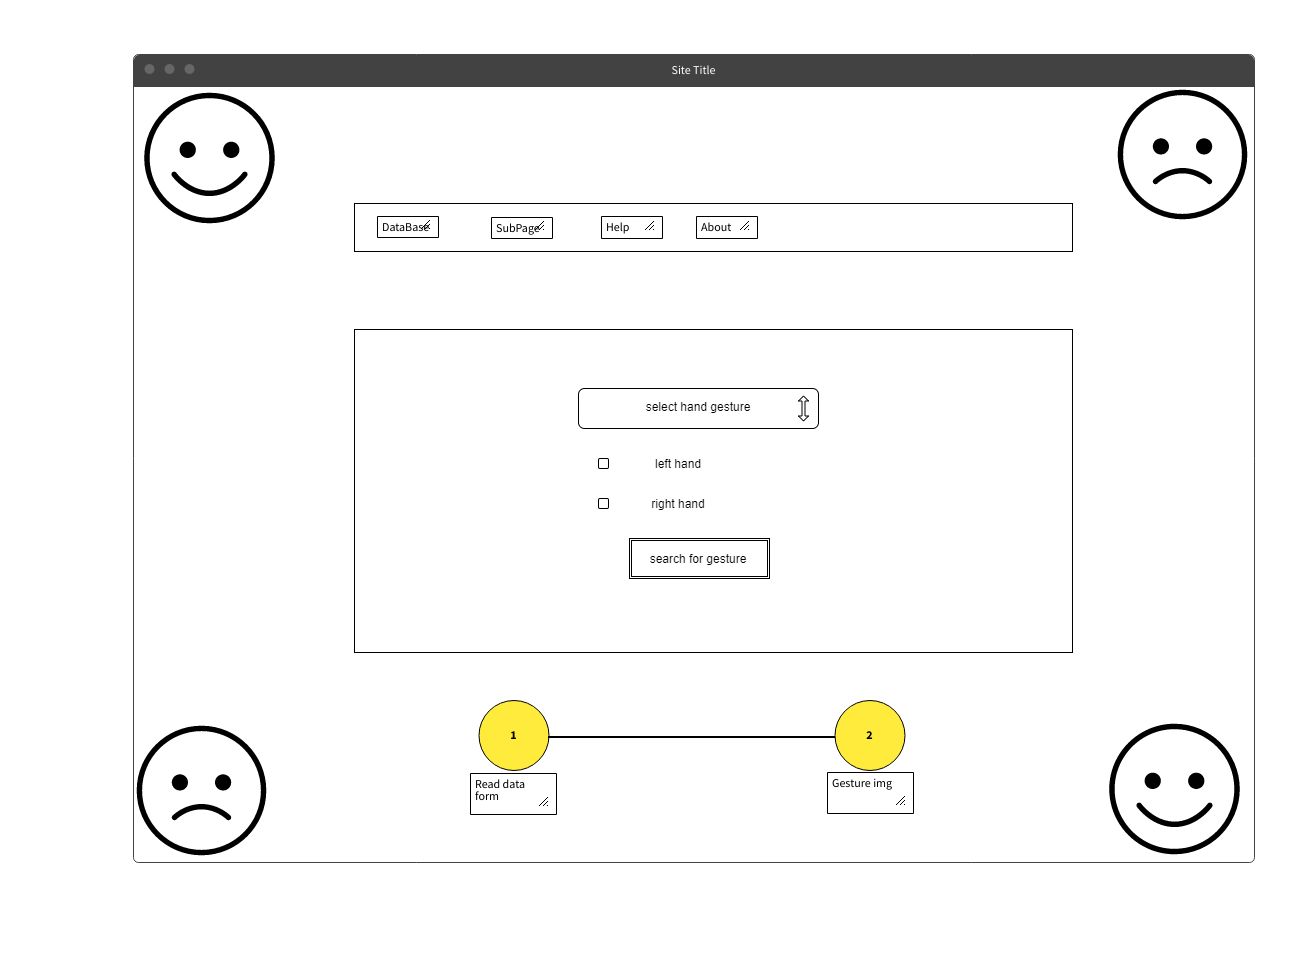 Site Title
DataBase
SubPage
Help
About
select hand gesture
left hand
right hand
search for gesture
1
2
Read data
form
Gesture img